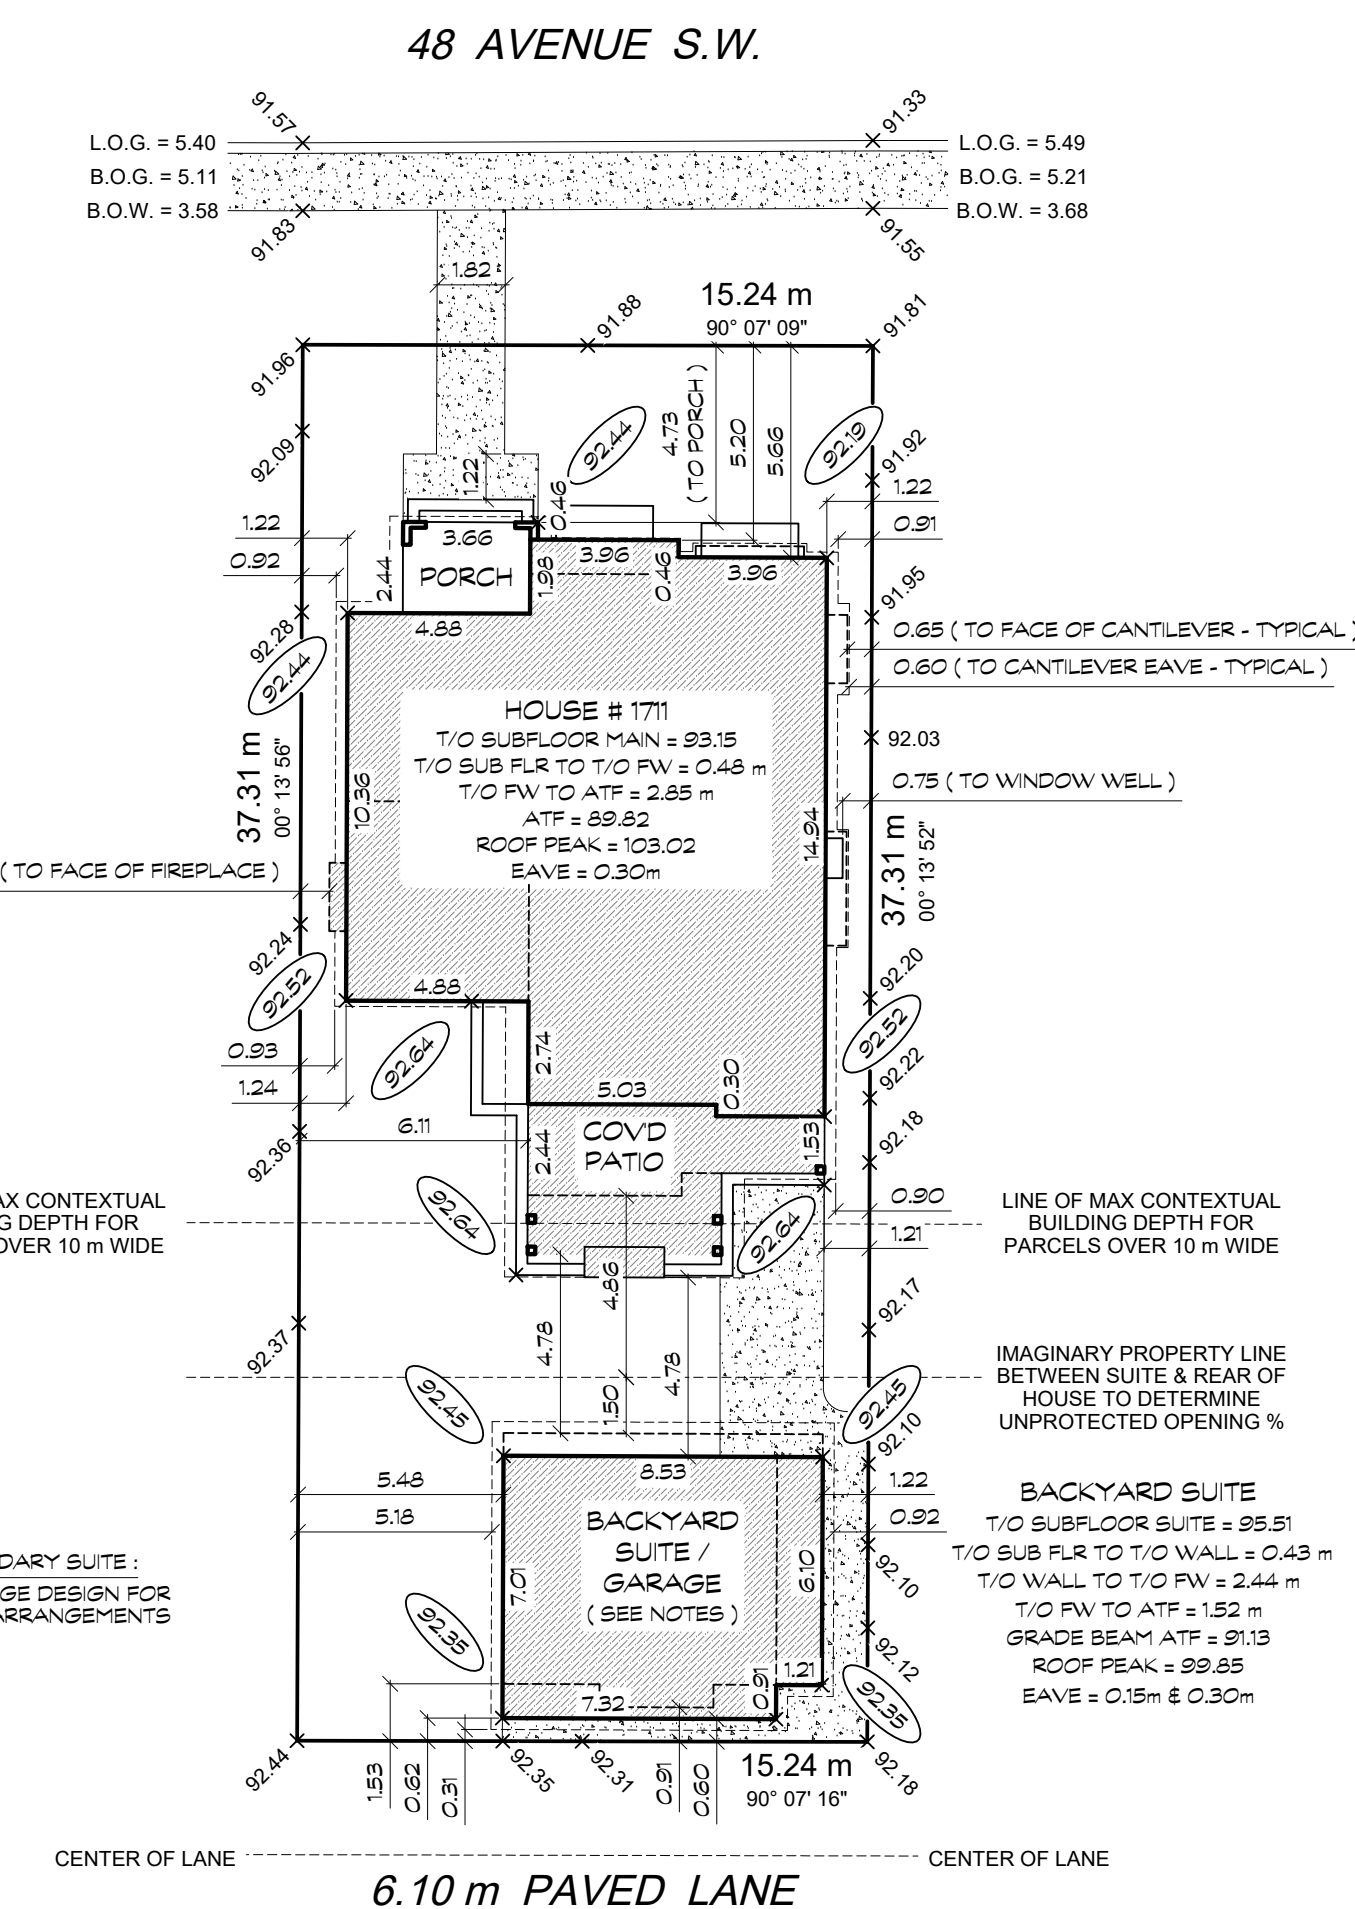 48 AVENUE S.W.
91.57
91.33
L.O.G. = 5.40
L.O.G. = 5.49
B.O.G. = 5.11
B.O.G. = 5.21
B.O.W. = 3.58
B.O.W. = 3.68
91.83
91.55
1.82
15.24 m
90° 07' 09"
91.88
91.81
91.96
92.09
92.44
4.73
( TO PORCH )
5.20
5.66
92.19
91.92
1.22
0.46
1.22
0.91
1.22
0.92
2.44
3.66
PORCH
1.98
3.96
0.46
3.96
91.95
4.88
92.28
92.44
0.65 ( TO FACE OF CANTILEVER - TYPICAL )
0.60 ( TO CANTILEVER EAVE - TYPICAL )
HOUSE # 1711
T/O SUBFLOOR MAIN = 93.15
T/O SUB FLR TO T/O FW = 0.48 m
T/O FW TO ATF = 2.85 m
ATF = 89.82
ROOF PEAK = 103.02
EAVE = 0.30m
92.03
0.75 ( TO WINDOW WELL )
37.31 m
00° 13' 56"
10.36
14.94
37.31 m
00° 13' 52"
( TO FACE OF FIREPLACE )
92.24
92.52
92.20
92.52
4.88
92.64
2.74
0.93
1.24
5.03
0.30
92.22
6.11
92.36
2.44
COV'D
PATIO
1.53
92.18
92.64
92.64
0.90
1.21
AX CONTEXTUAL
G DEPTH FOR
OVER 10 m WIDE
LINE OF MAX CONTEXTUAL
BUILDING DEPTH FOR
PARCELS OVER 10 m WIDE
4.86
4.78
4.78
1.50
92.17
92.37
IMAGINARY PROPERTY LINE
BETWEEN SUITE & REAR OF
HOUSE TO DETERMINE
UNPROTECTED OPENING %
92.45
92.45
92.10
8.53
5.48
5.18
1.22
0.92
BACKYARD
SUITE /
GARAGE
( SEE NOTES )
7.01
6.10
BACKYARD SUITE
T/O SUBFLOOR SUITE = 95.51
T/O SUB FLR TO T/O WALL = 0.43 m
T/O WALL TO T/O FW = 2.44 m
T/O FW TO ATF = 1.52 m
GRADE BEAM ATF = 91.13
ROOF PEAK = 99.85
EAVE = 0.15m & 0.30m
DARY SUITE :
GE DESIGN FOR
ARRANGEMENTS
92.10
92.35
92.12
1.21
0.91
7.32
92.35
92.44
1.53
0.62
0.31
92.35
92.31
0.91
0.60
15.24 m
90° 07' 16"
92.18
CENTER OF LANE
CENTER OF LANE
6.10 m PAVED LANE